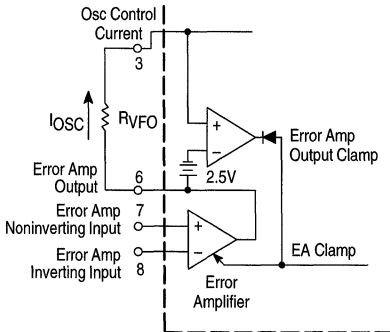 Osc Control
Current
3
IOSC
RVFO
+
−
Error Amp
Output Clamp
2.5V
Error Amp
Output
6
Error Amp
Noninverting Input
7
+
Error Amp
Inverting Input
8
−
EA Clamp
Error
Amplifier